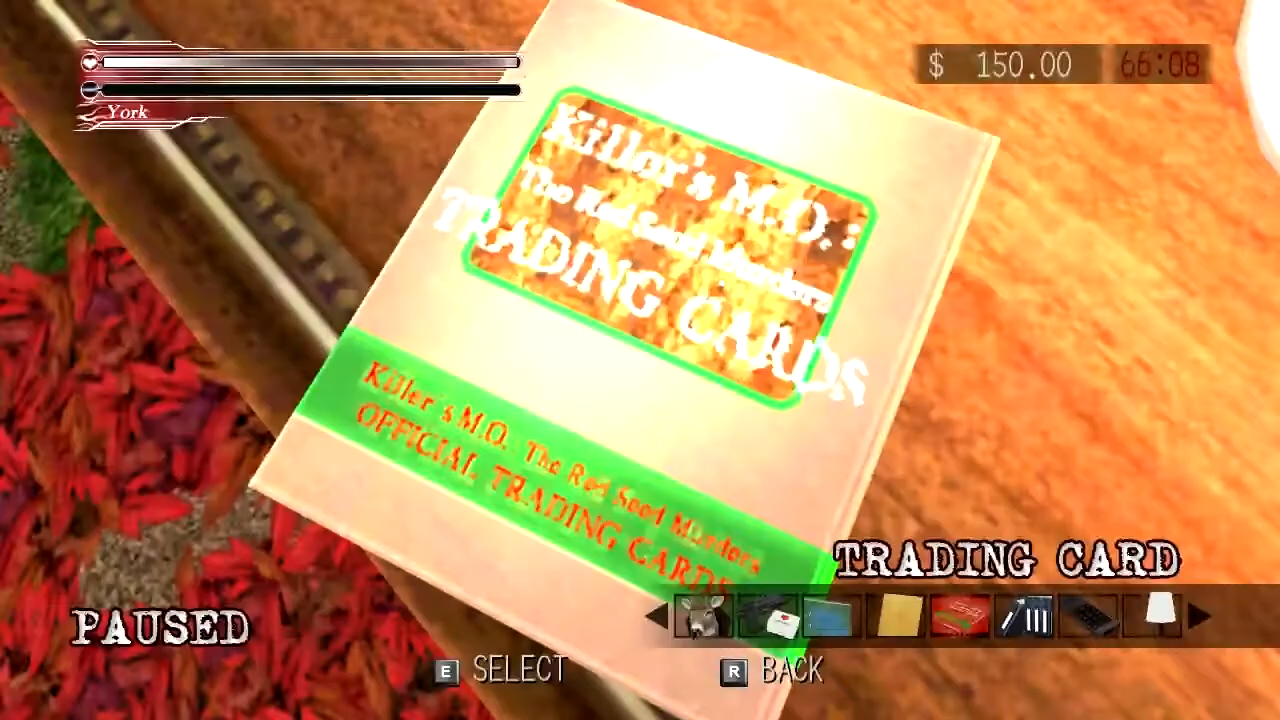 York
$ 150.00
66:08
Killer's M.O. :
The Red Seed Murders
TRADING CARDS
Killer's M.O. The Red Seed Murders
OFFICIAL TRADING CARDS
TRADING CARD
PAUSED
E SELECT
R BACK